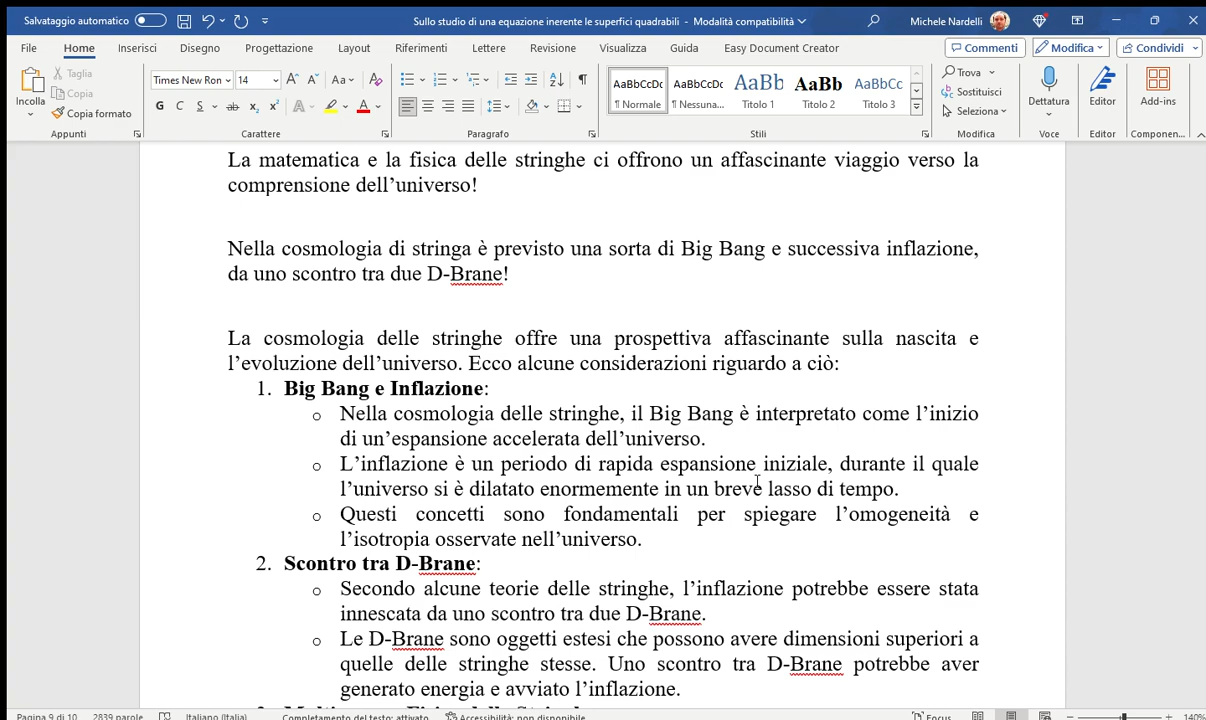 Salvataggio automatico
Sullo studio di una equazione inerente le superfici quadrabili - Modalità compatibilità
Michele Nardelli
File Home Inserisci Disegno Progettazione Layout Riferimenti Lettere Revisione Visualizza Guida Easy Document Creator
Commenti Modifica Condividi
Incolla
Taglia
Copia
Copia formato
Appunti
Times New Ron 14
Carattere
Paragrafo
AaBbCcDc AaBbCcDc AaBb AaBb AaBbCc
¶ Normale ¶ Nessuna... Titolo 1 Titolo 2 Titolo 3
Stili
Trova
Sostituisci
Seleziona
Modifica
Dettatura
Voce
Editor
Editor
Add-ins
Componen...
La matematica e la fisica delle stringhe ci offrono un affascinante viaggio verso la
comprensione dell’universo!
Nella cosmologia di stringa è previsto una sorta di Big Bang e successiva inflazione,
da uno scontro tra due D-Brane!
La cosmologia delle stringhe offre una prospettiva affascinante sulla nascita e
l’evoluzione dell’universo. Ecco alcune considerazioni riguardo a ciò:
1. Big Bang e Inflazione:
o Nella cosmologia delle stringhe, il Big Bang è interpretato come l’inizio
di un’espansione accelerata dell’universo.
o L’inflazione è un periodo di rapida espansione iniziale, durante il quale
l’universo si è dilatato enormemente in un breve lasso di tempo.
o Questi concetti sono fondamentali per spiegare l’omogeneità e
l’isotropia osservate nell’universo.
2. Scontro tra D-Brane:
o Secondo alcune teorie delle stringhe, l’inflazione potrebbe essere stata
innescata da uno scontro tra due D-Brane.
o Le D-Brane sono oggetti estesi che possono avere dimensioni superiori a
quelle delle stringhe stesse. Uno scontro tra D-Brane potrebbe aver
generato energia e avviato l’inflazione.
Pagina 9 di 10 2839 parole Italiano (Italia) Completamento del testo: attivato Accessibilità: non disponibile Focus 140%